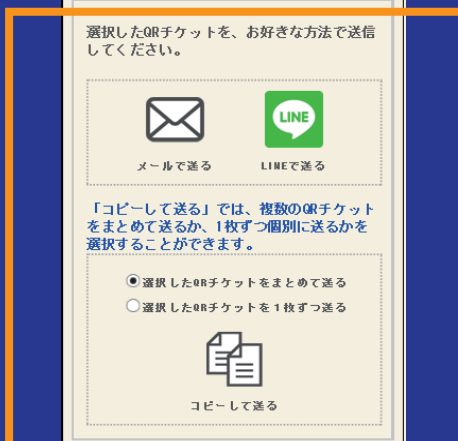 選択したQRチケットを、お好きな方法で送信
してください。
LINE
メールで送る
LINEで送る
「コピーして送る」では、複数のQRチケット
をまとめて送るか、1枚ずつ個別に送るかを
選択することができます。
選択したQRチケットをまとめて送る
選択したQRチケットを1枚ずつ送る
コピーして送る